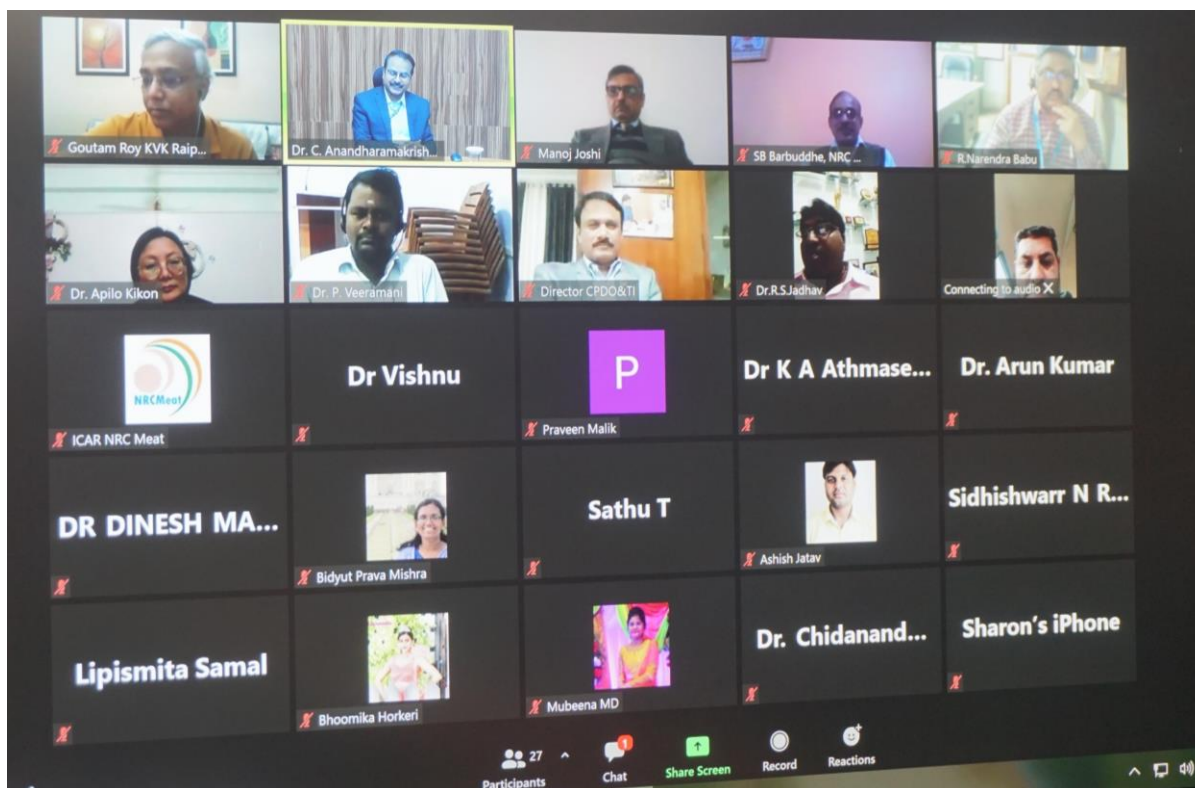 Goutam Roy KVK Raip...
Dr. C. Anandharamakrish...
Manoj Joshi
SB Barbuddhe, NRC ...
R.Narendra Babu
Dr. Apilo Kikon
Dr. P. Veeramani
Director CPDO&TI
Dr.R.S.Jadhav
Connecting to audio X
NRCMeat
ICAR NRC Meat
Dr Vishnu
P
Praveen Malik
Dr K A Athmase...
Dr. Arun Kumar
DR DINESH MA...
Bidyut Prava Mishra
Sathu T
Ashish Jatav
Sidhishwarr N R...
Lipismita Samal
Bhoomika Horkeri
Mubeena MD
Dr. Chidanand...
Sharon's iPhone
27
Participants
1
Chat
Share Screen
Record
Reactions